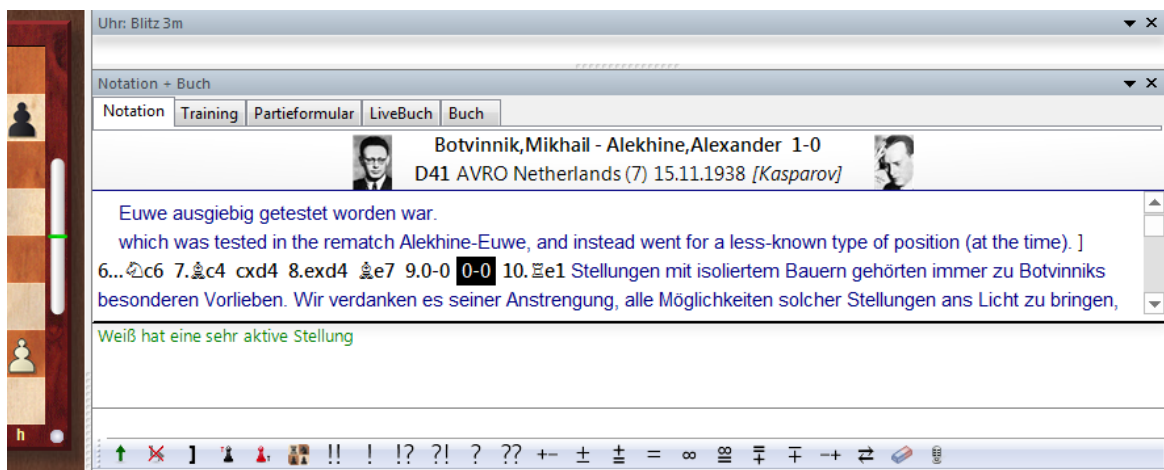 Uhr: Blitz 3m
Notation + Buch
Notation Training Partieformular LiveBuch Buch
Botvinnik,Mikhail - Alekhine,Alexander 1-0
D41 AVRO Netherlands (7) 15.11.1938 [Kasparov]
Euwe ausgiebig getestet worden war.
which was tested in the rematch Alekhine-Euwe, and instead went for a less-known type of position (at the time). ]
6...♘c6 7.♗c4 cxd4 8.exd4 ♗e7 9.0-0 0-0 10.♖e1 Stellungen mit isoliertem Bauern gehörten immer zu Botvinniks
besonderen Vorlieben. Wir verdanken es seiner Anstrengung, alle Möglichkeiten solcher Stellungen ans Licht zu bringen,
Weiß hat eine sehr aktive Stellung
h
] !! ! !? ?! ? ?? +− ± ⩲ = ∞ ⯹ ⩱ ∓ −+ ⇄